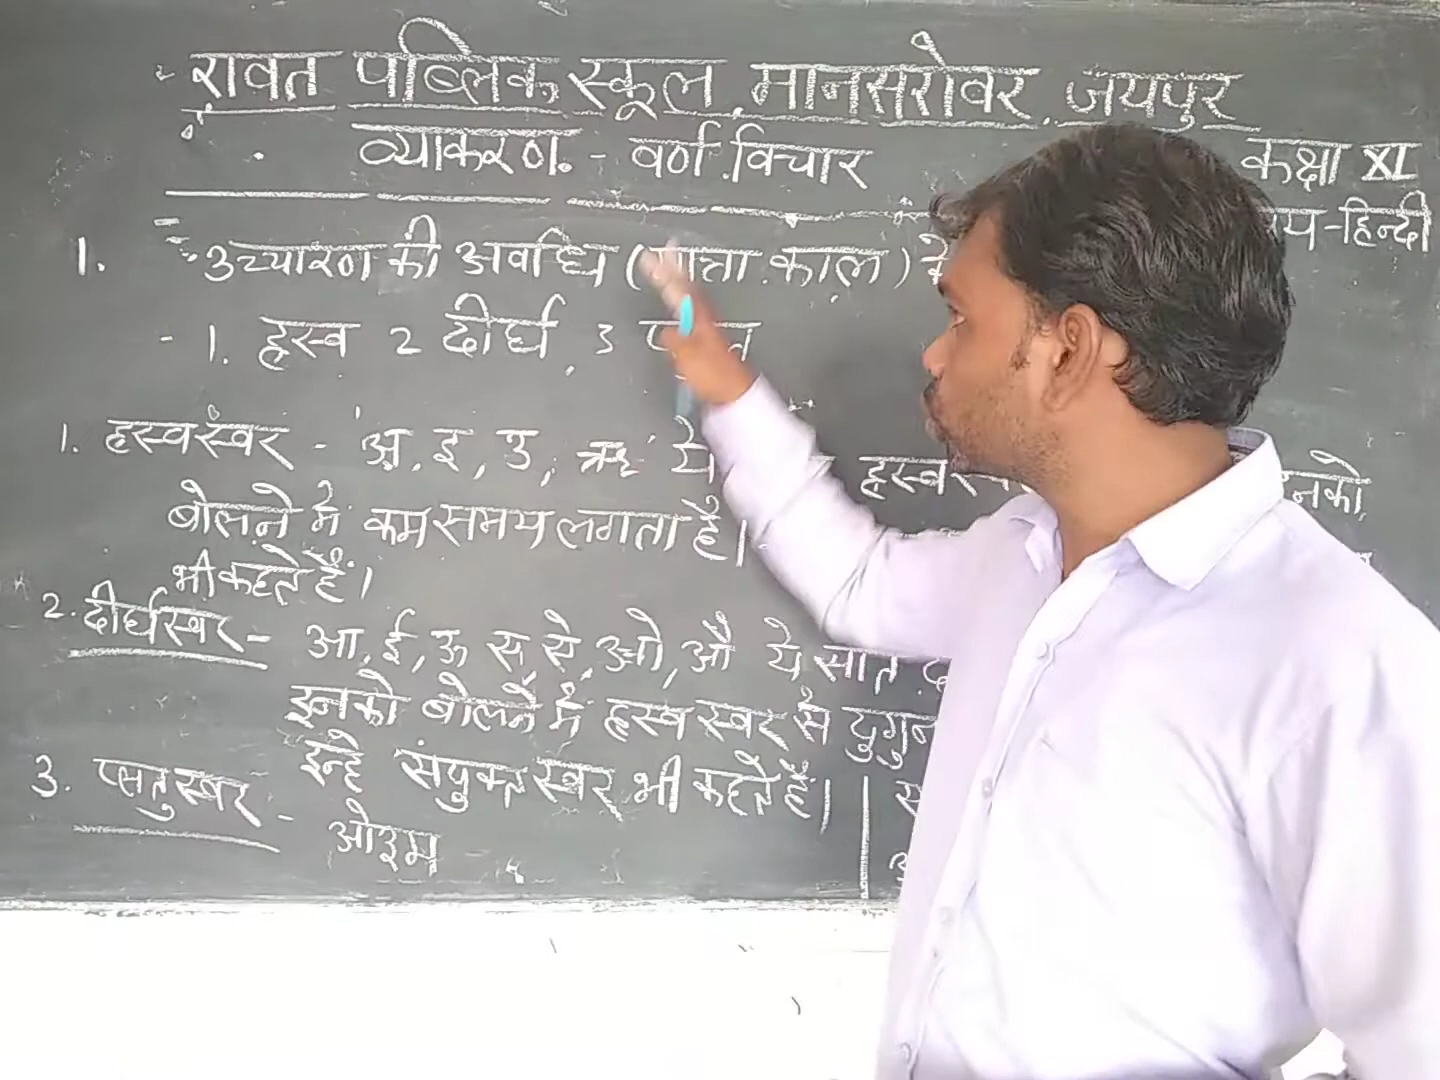 रावत पब्लिक स्कूल, मानसरोवर, जयपुर
व्याकरण - वर्ण विचार
कक्षा XI
य-हिन्दी
1. उच्चारण की अवधि (मात्रा काल)
- 1. ह्रस्व 2 दीर्घ, 3
1. ह्रस्व स्वर - अ, इ, उ, ऋ ये ह्रस्व स्व नको
बोलने में कम समय लगता है।
भी कहते हैं।
2. दीर्घ स्वर - आ, ई, ऊ ए, ऐ, ओ, औ ये सात
इनको बोलने में ह्रस्व स्वर से दुगुन
इन्हे संयुक्त स्वर भी कहते हैं।
3. प्लुत स्वर - ओ३म